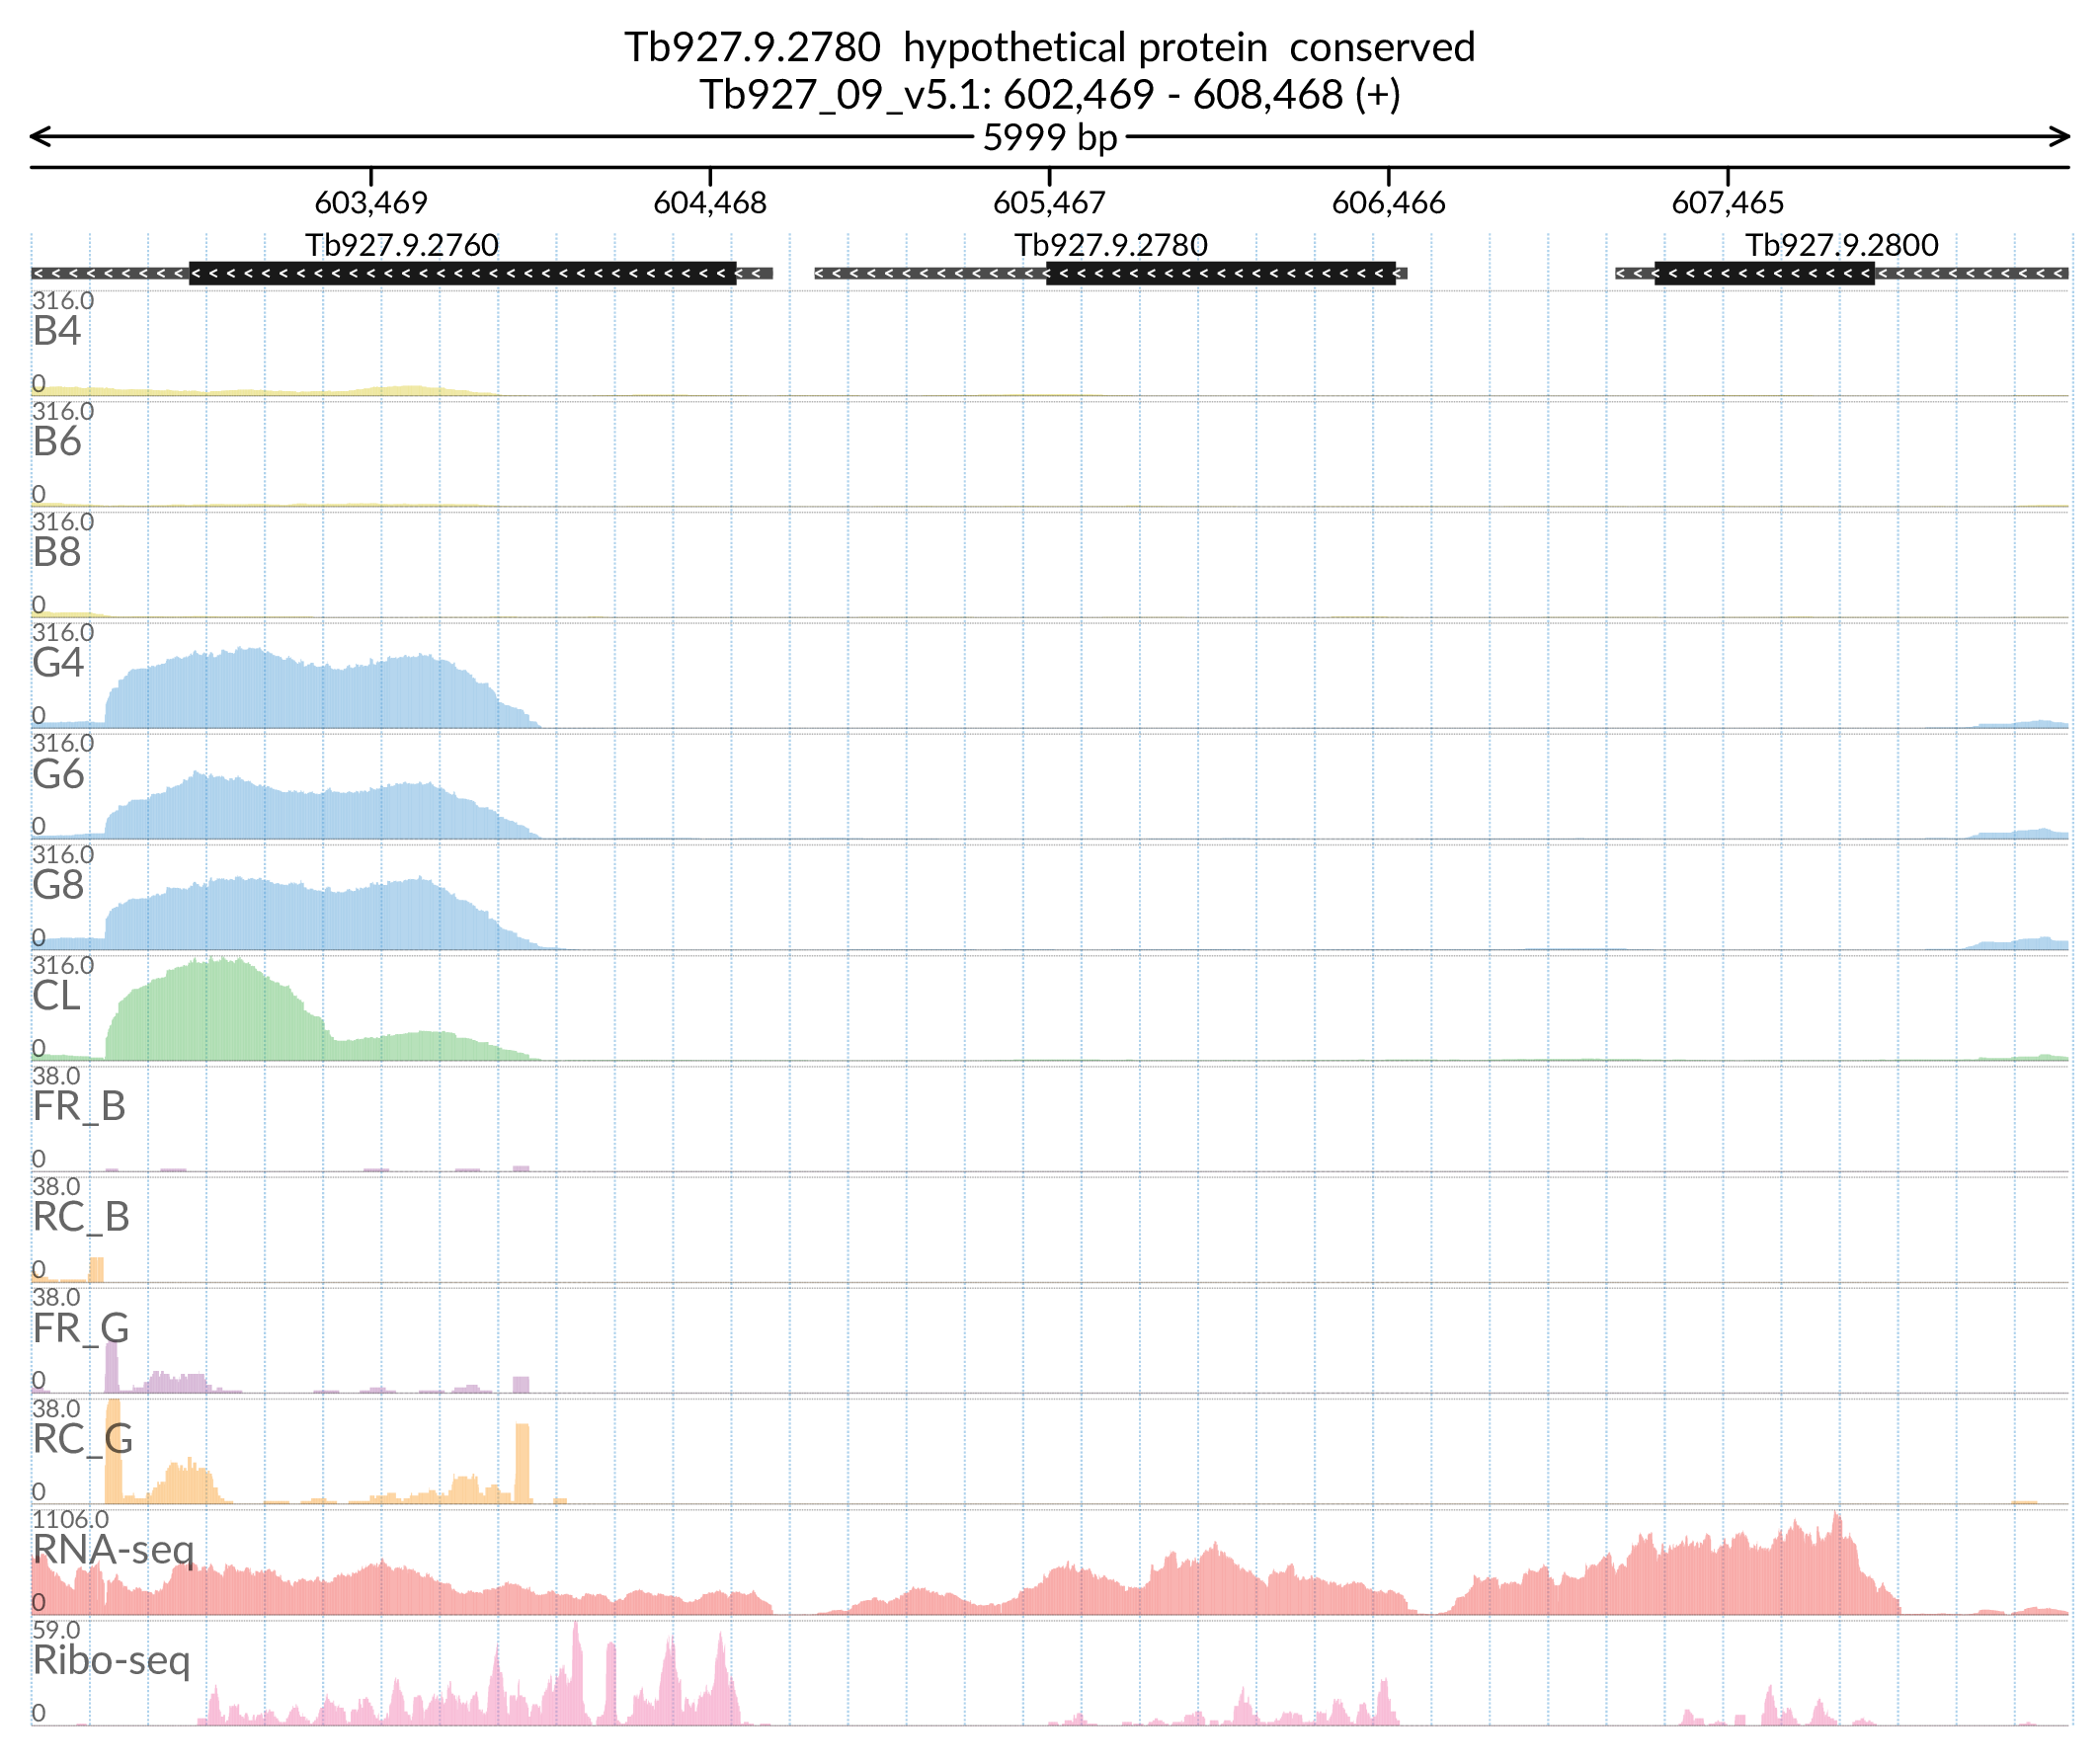 Tb927.9.2780  hypothetical protein  conserved
Tb927_09_v5.1: 602,469 - 608,468 (+)
5999 bp
603,469 604,468 605,467 606,466 607,465
Tb927.9.2760 Tb927.9.2780 Tb927.9.2800
316.0
B4
0
316.0
B6
0
316.0
B8
0
316.0
G4
0
316.0
G6
0
316.0
G8
0
316.0
CL
0
38.0
FR_B
0
38.0
RC_B
0
38.0
FR_G
0
38.0
RC_G
0
1106.0
RNA-seq
0
59.0
Ribo-seq
0